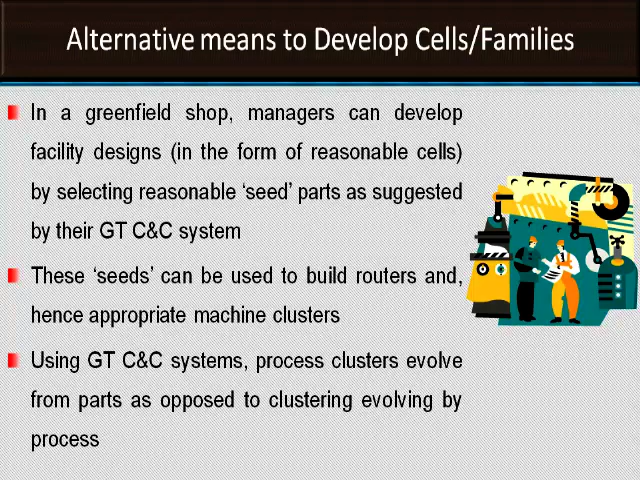 Alternative means to Develop Cells/Families
In a greenfield shop, managers can develop
facility designs (in the form of reasonable cells)
by selecting reasonable ‘seed’ parts as suggested
by their GT C&C system
These ‘seeds’ can be used to build routers and,
hence appropriate machine clusters
Using GT C&C systems, process clusters evolve
from parts as opposed to clustering evolving by
process